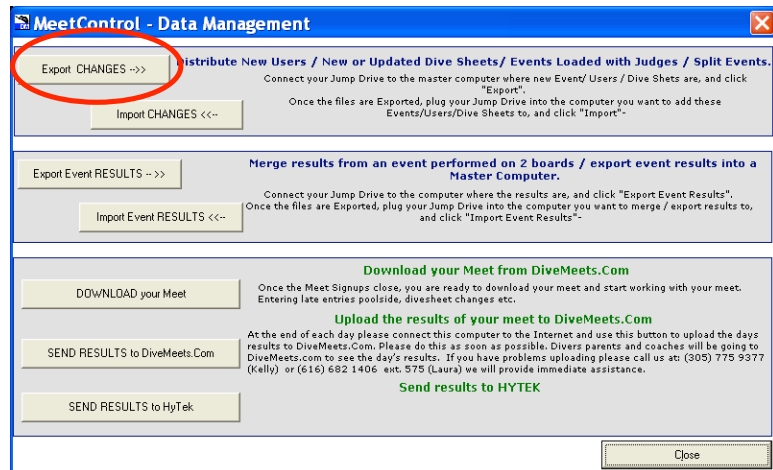 MeetControl - Data Management
Export CHANGES -->>
Distribute New Users / New or Updated Dive Sheets/ Events Loaded with Judges / Split Events.
Connect your Jump Drive to the master computer where new Event/ Users / Dive Shets are, and click
"Export".
Once the files are Exported, plug your Jump Drive into the computer you want to add these
Events/Users/Dive Sheets to, and click "Import"-
Import CHANGES <<--
Export Event RESULTS -- >>
Merge results from an event performed on 2 boards / export event results into a
Master Computer.
Connect your Jump Drive to the computer where the results are, and click "Export Event Results".
Once the files are Exported, plug your Jump Drive into the computer you want to merge / export results to,
and click "Import Event Results"-
Import Event RESULTS <<--
Download your Meet from DiveMeets.Com
DOWNLOAD your Meet
Once the Meet Signups close, you are ready to download your meet and start working with your meet.
Entering late entries poolside, divesheet changes etc.
Upload the results of your meet to DiveMeets.Com
SEND RESULTS to DiveMeets.Com
At the end of each day please connect this computer to the Internet and use this button to upload the days
results to DiveMeets.Com. Please do this as soon as possible. Divers parents and coaches will be going to
DiveMeets.com to see the day's results. If you have problems uploading please call us at: (305) 775 9377
(Kelly) or (616) 682 1406 ext. 575 (Laura) we will provide immediate assistance.
Send results to HYTEK
SEND RESULTS to HyTek
Close